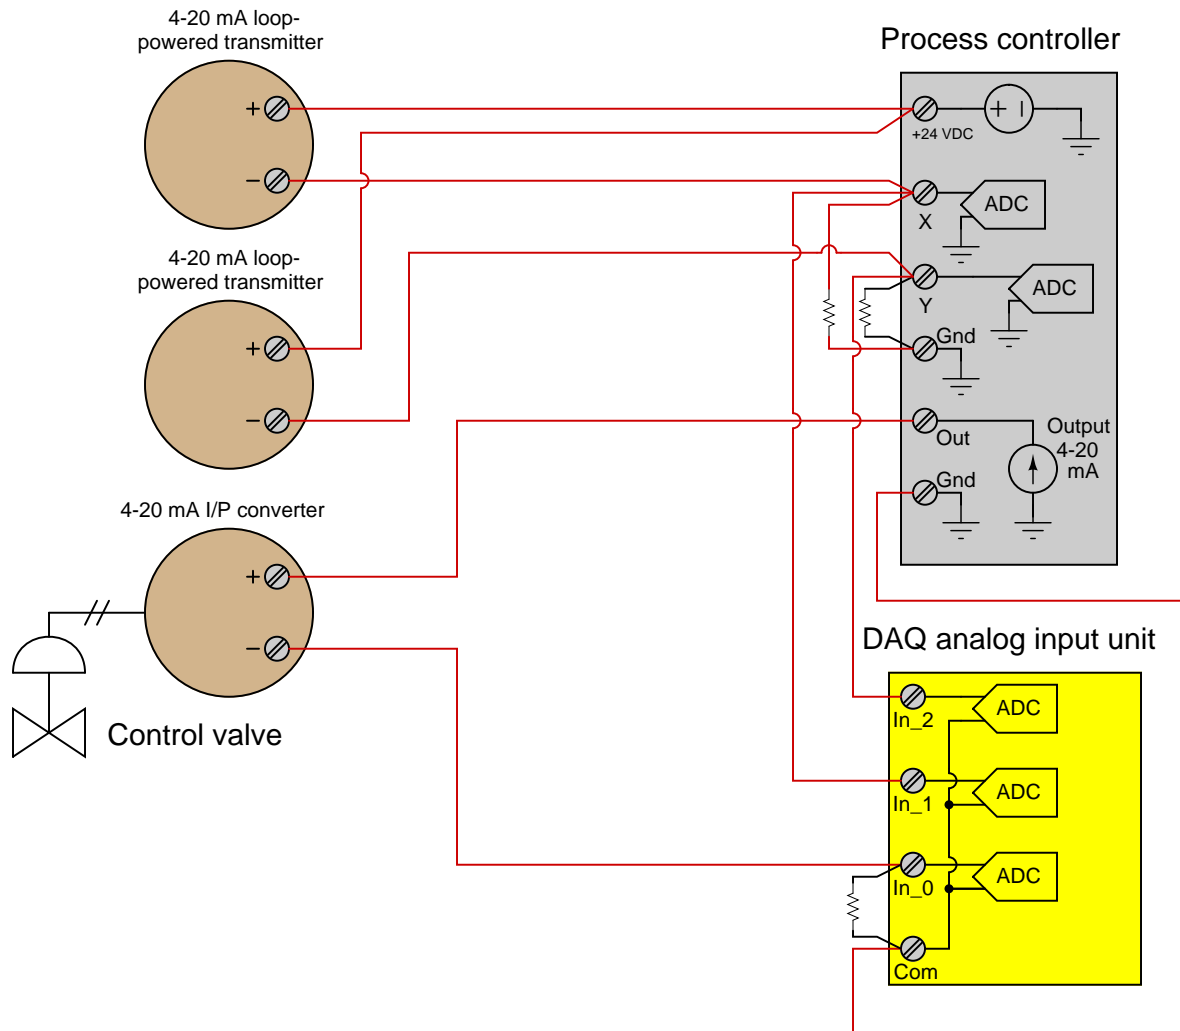 4-20 mA loop-
powered transmitter
+
−
4-20 mA loop-
powered transmitter
+
−
4-20 mA I/P converter
+
−
Control valve
Process controller
+24 VDC
+ −
X
ADC
Y
ADC
Gnd
Out
Output
4-20
mA
Gnd
DAQ analog input unit
In_2
ADC
In_1
ADC
In_0
ADC
Com